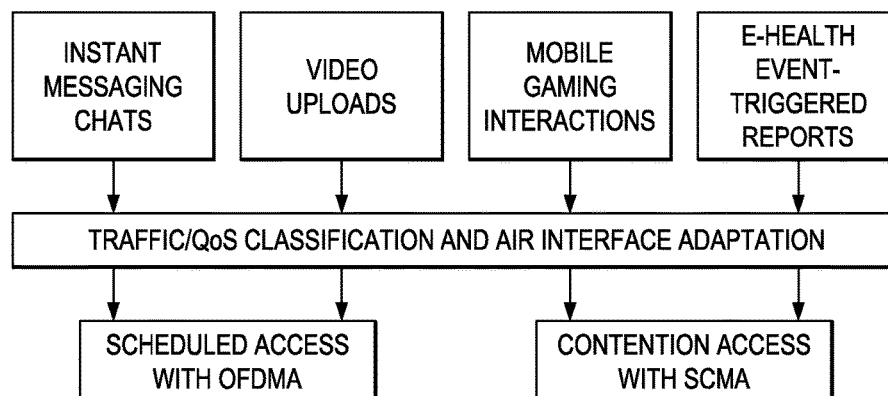 INSTANT
MESSAGING
CHATS
VIDEO
UPLOADS
MOBILE
GAMING
INTERACTIONS
E-HEALTH
EVENT-
TRIGGERED
REPORTS
TRAFFIC/QoS CLASSIFICATION AND AIR INTERFACE ADAPTATION
SCHEDULED ACCESS
WITH OFDMA
CONTENTION ACCESS
WITH SCMA